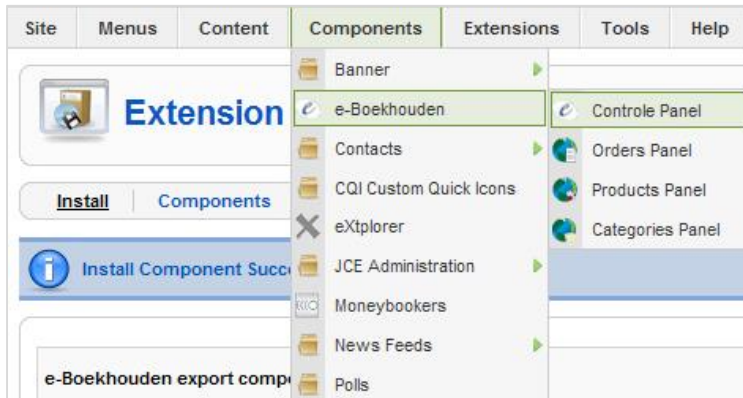 Site Menus Content Components Extensions Tools Help
Extension
Install Components
Install Component Succ
e-Boekhouden export comp
Banner
e-Boekhouden
Contacts
CQI Custom Quick Icons
eXtplorer
JCE Administration
Moneybookers
News Feeds
Polls
Controle Panel
Orders Panel
Products Panel
Categories Panel